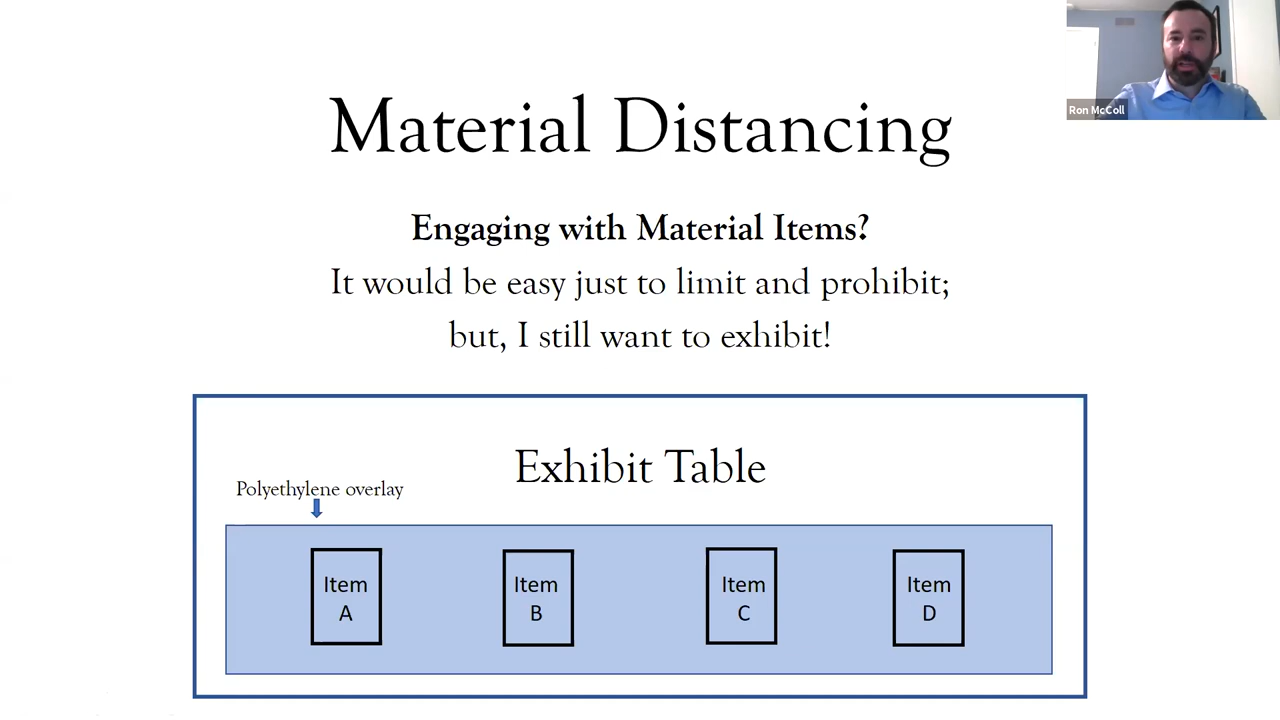 Ron McColl
Material Distancing
Engaging with Material Items?
It would be easy just to limit and prohibit;
but, I still want to exhibit!
Exhibit Table
Polyethylene overlay
Item
A
Item
B
Item
C
Item
D